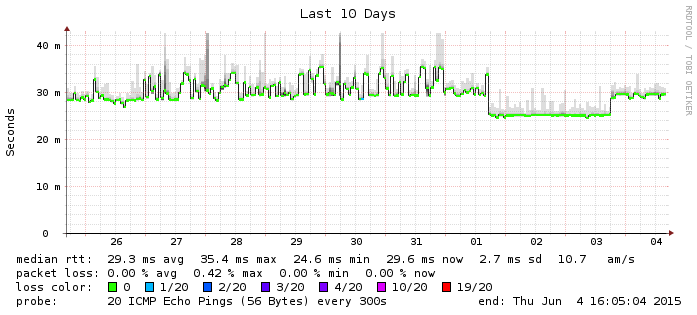 Last 10 Days
RRDTOOL / TOBI OETIKER
Seconds
40 m
30 m
20 m
10 m
0
26 27 28 29 30 31 01 02 03 04
median rtt: 29.3 ms avg 35.4 ms max 24.6 ms min 29.6 ms now 2.7 ms sd 10.7 am/s
packet loss: 0.00 % avg 0.42 % max 0.00 % min 0.00 % now
loss color: 0 1/20 2/20 3/20 4/20 10/20 19/20
probe: 20 ICMP Echo Pings (56 Bytes) every 300s end: Thu Jun 4 16:05:04 2015